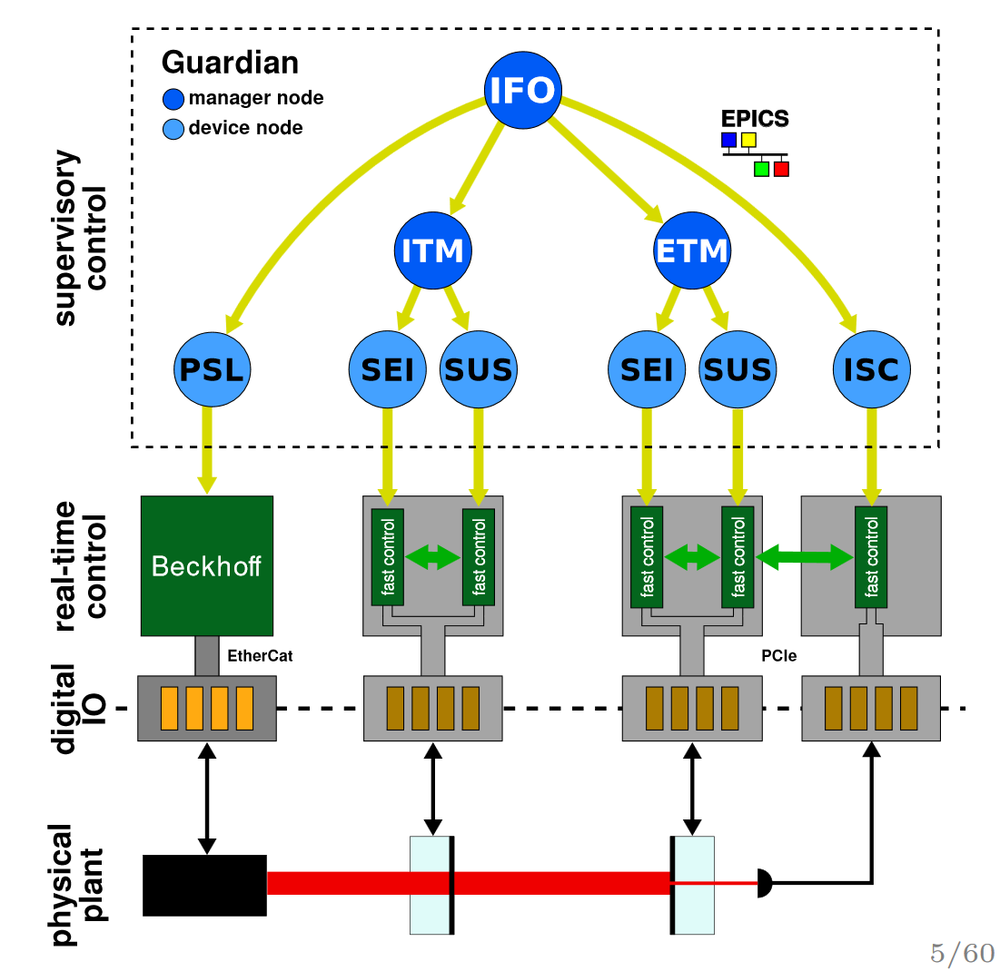 Guardian
manager node
device node
IFO
EPICS
supervisory
control
ITM
ETM
PSL
SEI
SUS
SEI
SUS
ISC
real-time
control
Beckhoff
fast control
fast control
fast control
fast control
fast control
EtherCat
PCIe
digital
IO
physical
plant
5/60